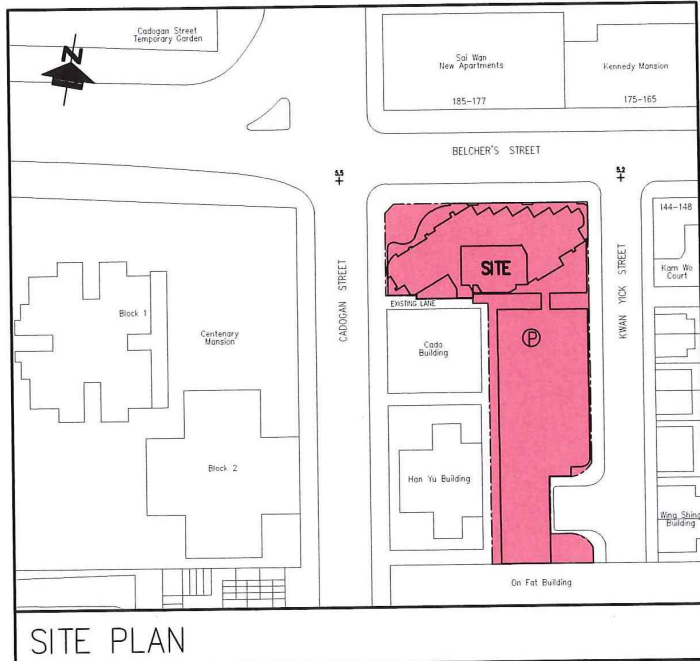 Cadogan Street
Temporary Garden
N
Sai Wan
New Apartments
185-177
Kennedy Mansion
175-165
BELCHER'S STREET
5.5
5.2
144-148
Kam Wo
Court
CADOGAN STREET
KWAN YICK STREET
SITE
EXISTING LANE
P
Block 1
Centenary
Mansion
Cado
Building
Block 2
Han Yu Building
Wing Shing
Building
On Fat Building
SITE PLAN